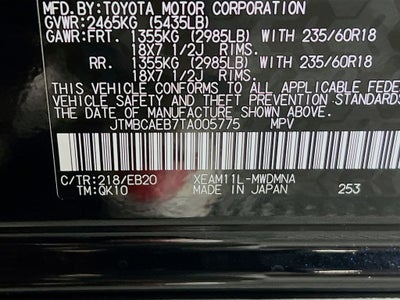 MFD.BY:TOYOTA MOTOR CORPORATION
GVWR:2465KG (5435LB)
GAWR:FRT. 1355KG (2985LB) WITH 235/60R18
18X7 1/2J RIMS.
RR. 1355KG (2985LB) WITH 235/60R18
18X7 1/2J RIMS.
THIS VEHICLE CONFORMS TO ALL APPLICABLE
SAFETY BUMPER AND THEFT PREVENTION STANDARDS
THE DATE OF MANUFACTURE SHOWN ABOVE.
JTMBCAEB7TA005775 MPV
C/TR:218/EB20 XEAM11L-MWDMNA
TM:QK10 MADE IN JAPAN 253